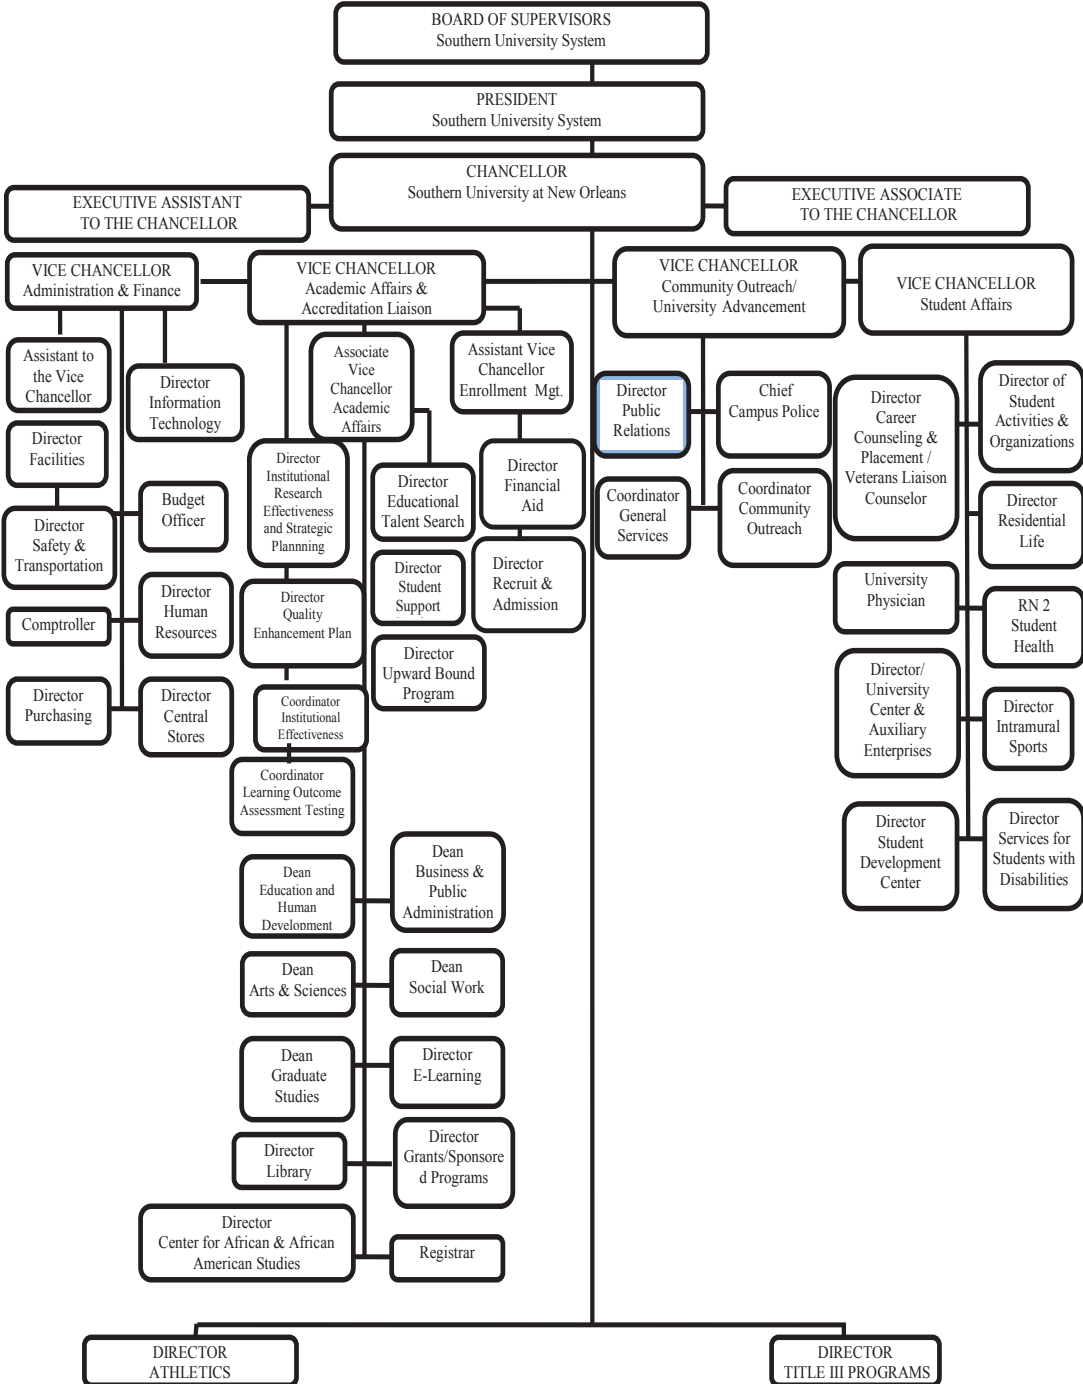 BOARD OF SUPERVISORS
Southern University System
PRESIDENT
Southern University System
CHANCELLOR
Southern University at New Orleans
EXECUTIVE ASSISTANT
TO THE CHANCELLOR
EXECUTIVE ASSOCIATE
TO THE CHANCELLOR
VICE CHANCELLOR
Administration & Finance
VICE CHANCELLOR
Academic Affairs &
Accreditation Liaison
VICE CHANCELLOR
Community Outreach/
University Advancement
VICE CHANCELLOR
Student Affairs
Assistant to
the Vice
Chancellor
Director
Information
Technology
Director
Facilities
Director
Safety &
Transportation
Budget
Officer
Comptroller
Director
Human
Resources
Director
Purchasing
Director
Central
Stores
Associate
Vice
Chancellor
Academic
Affairs
Assistant Vice
Chancellor
Enrollment Mgt.
Director
Institutional
Research
Effectiveness
and Strategic
Plannning
Director
Educational
Talent Search
Director
Financial
Aid
Director
Quality
Enhancement Plan
Director
Student
Support
Director
Recruit &
Admission
Director
Upward Bound
Program
Coordinator
Institutional
Effectiveness
Coordinator
Learning Outcome
Assessment Testing
Dean
Education and
Human
Development
Dean
Business &
Public
Administration
Dean
Arts & Sciences
Dean
Social Work
Dean
Graduate
Studies
Director
E-Learning
Director
Library
Director
Grants/Sponsore
d Programs
Director
Center for African & African
American Studies
Registrar
Director
Public
Relations
Chief
Campus Police
Coordinator
General
Services
Coordinator
Community
Outreach
Director
Career
Counseling &
Placement /
Veterans Liaison
Counselor
Director of
Student
Activities &
Organizations
Director
Residential
Life
University
Physician
RN 2
Student
Health
Director/
University
Center &
Auxiliary
Enterprises
Director
Intramural
Sports
Director
Student
Development
Center
Director
Services for
Students with
Disabilities
DIRECTOR
ATHLETICS
DIRECTOR
TITLE III PROGRAMS